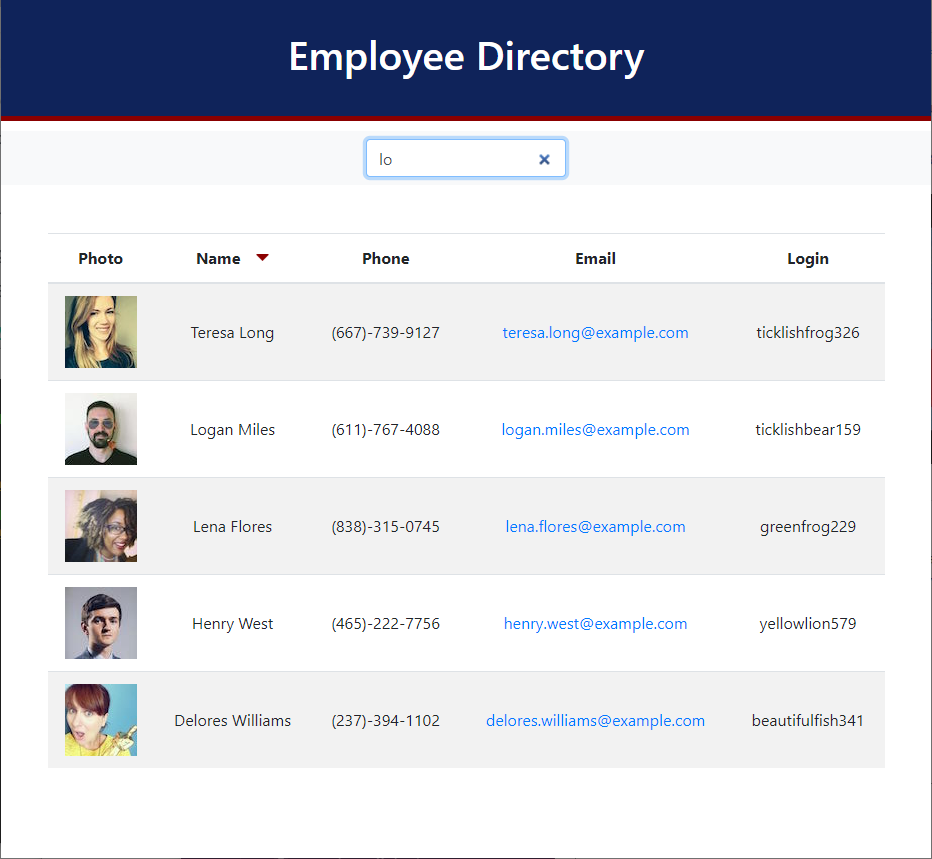 Employee Directory
lo
Photo Name Phone Email Login
Teresa Long (667)-739-9127 teresa.long@example.com ticklishfrog326
Logan Miles (611)-767-4088 logan.miles@example.com ticklishbear159
Lena Flores (838)-315-0745 lena.flores@example.com greenfrog229
Henry West (465)-222-7756 henry.west@example.com yellowlion579
Delores Williams (237)-394-1102 delores.williams@example.com beautifulfish341